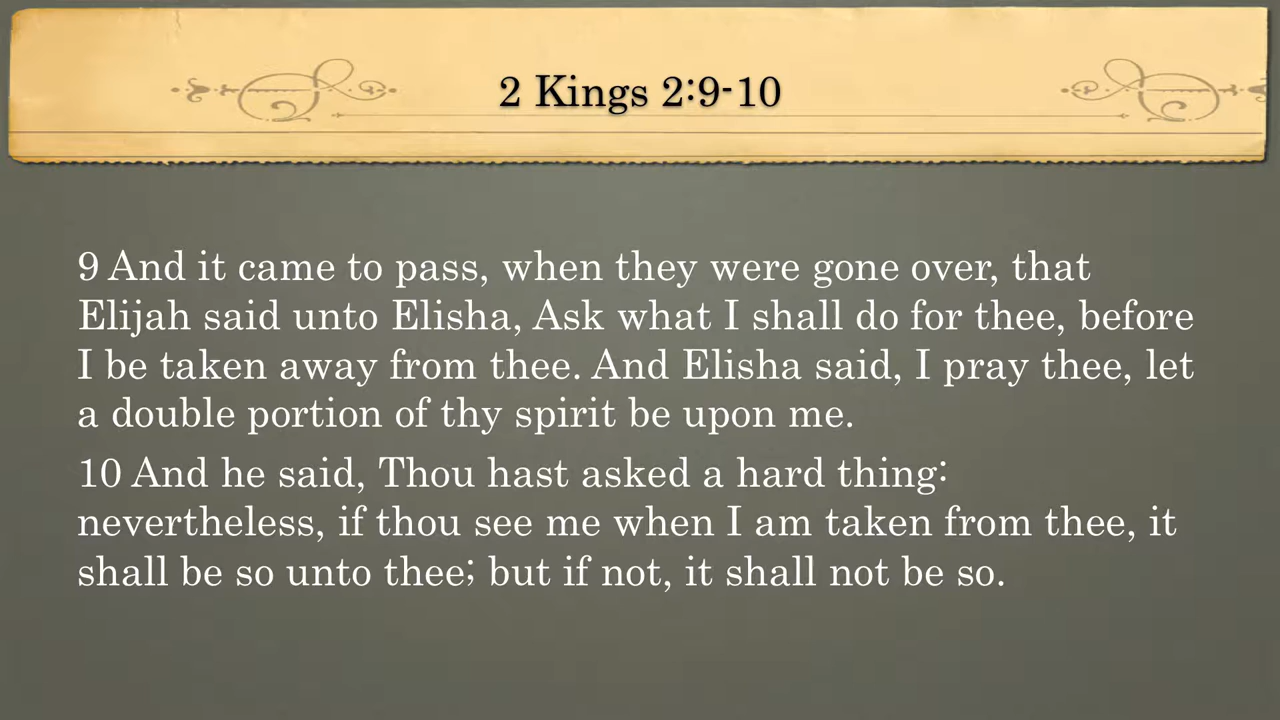 2 Kings 2:9-10
9 And it came to pass, when they were gone over, that
Elijah said unto Elisha, Ask what I shall do for thee, before
I be taken away from thee. And Elisha said, I pray thee, let
a double portion of thy spirit be upon me.
10 And he said, Thou hast asked a hard thing:
nevertheless, if thou see me when I am taken from thee, it
shall be so unto thee; but if not, it shall not be so.